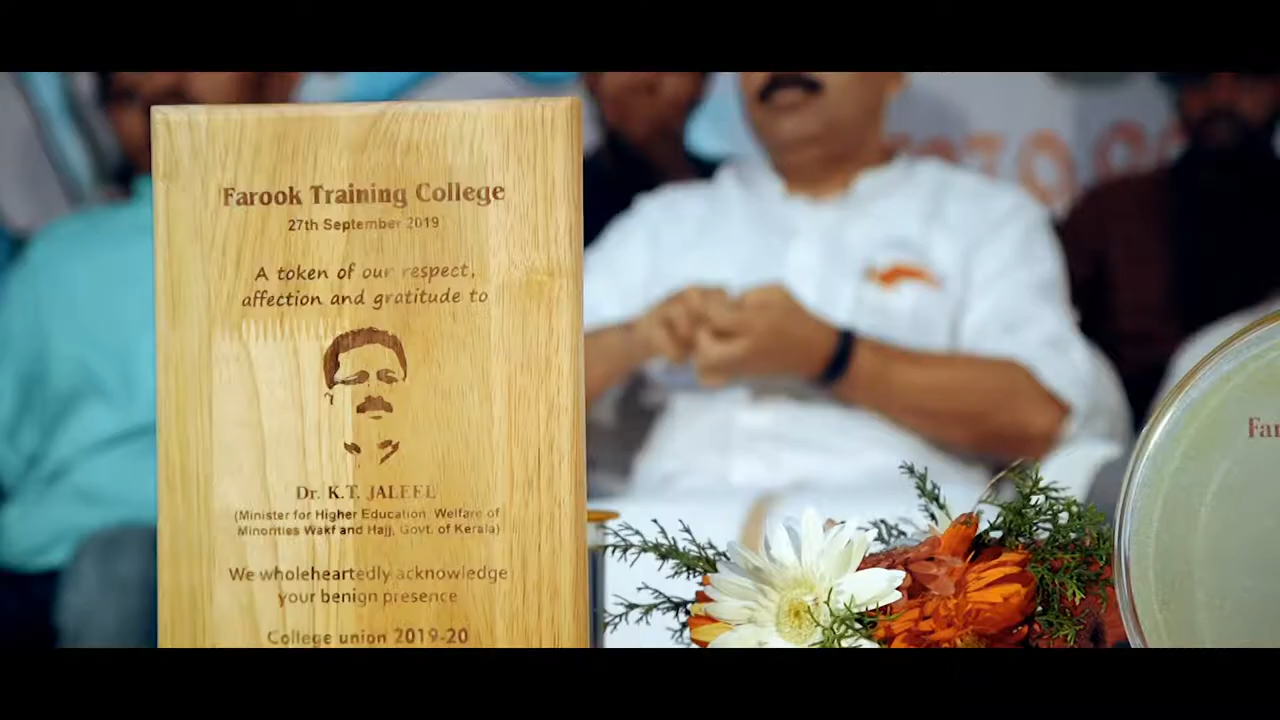 Farook Training College
27th September 2019
A token of our respect,
affection and gratitude to
Dr. K.T. JALEEL
(Minister for Higher Education, Welfare of
Minorities Wakf and Hajj, Govt. of Kerala)
We wholeheartedly acknowledge
your benign presence
College union 2019-20